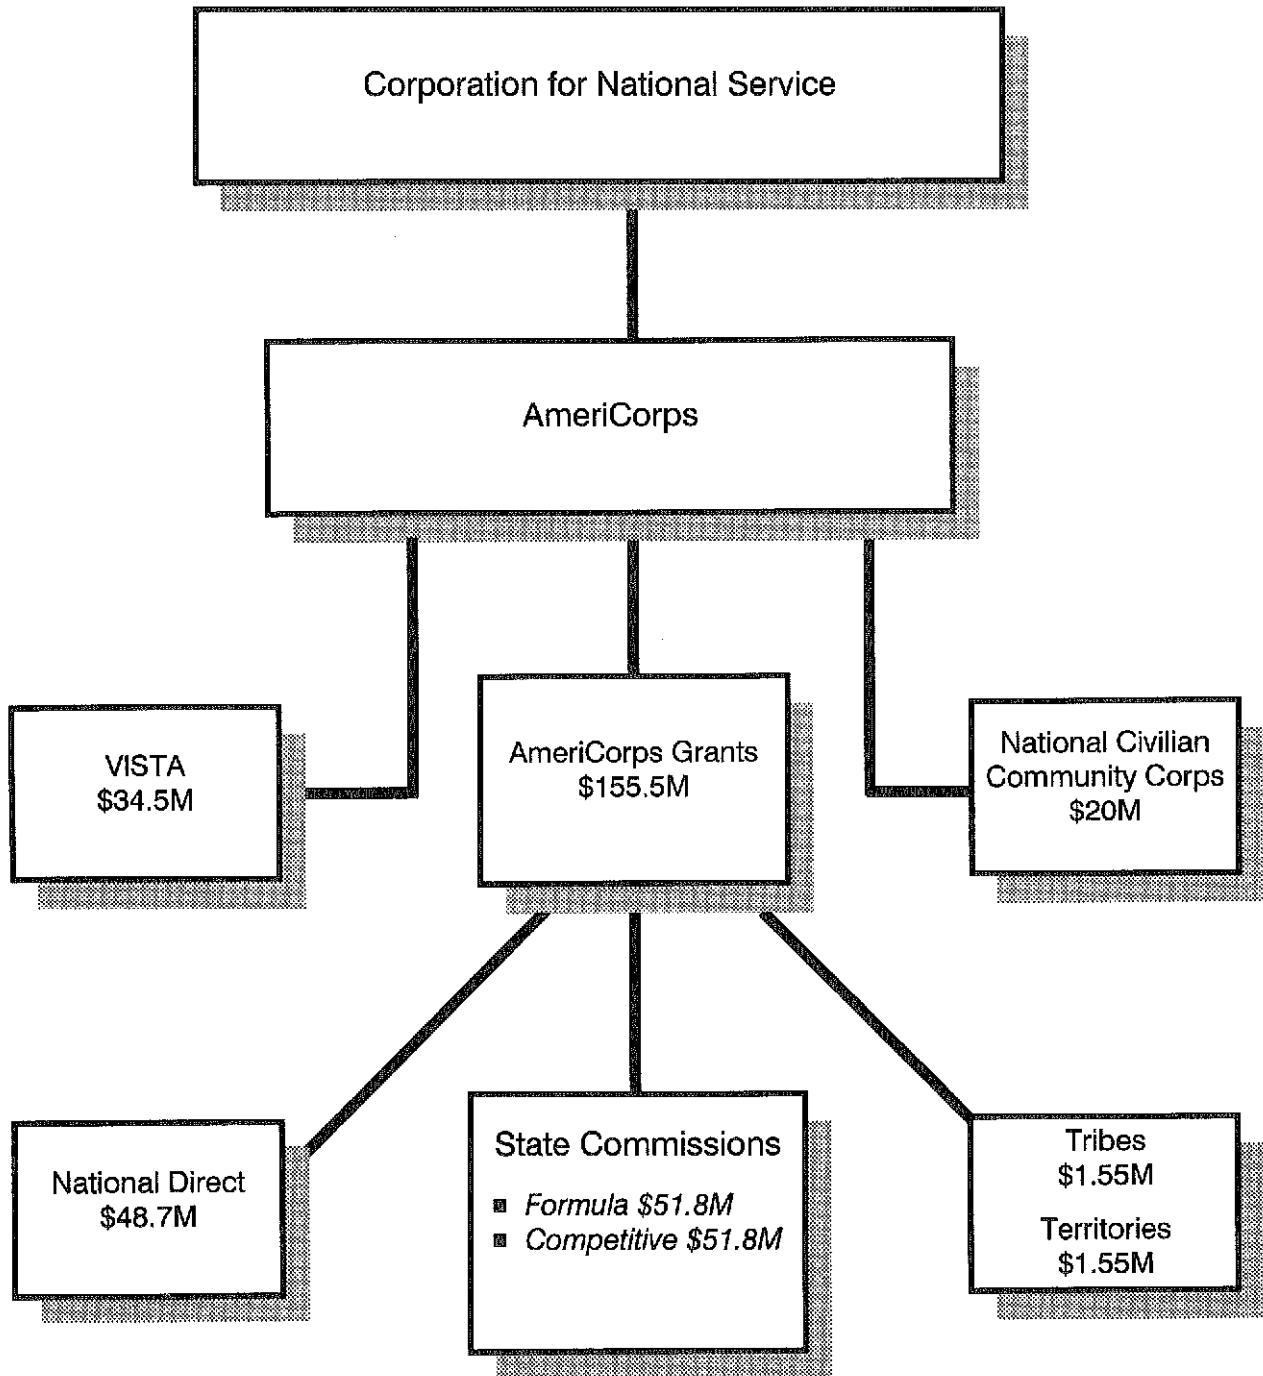 Corporation for National Service
AmeriCorps
VISTA
$34.5M
AmeriCorps Grants
$155.5M
National Civilian
Community Corps
$20M
National Direct
$48.7M
State Commissions
■ Formula $51.8M
■ Competitive $51.8M
Tribes
$1.55M
Territories
$1.55M